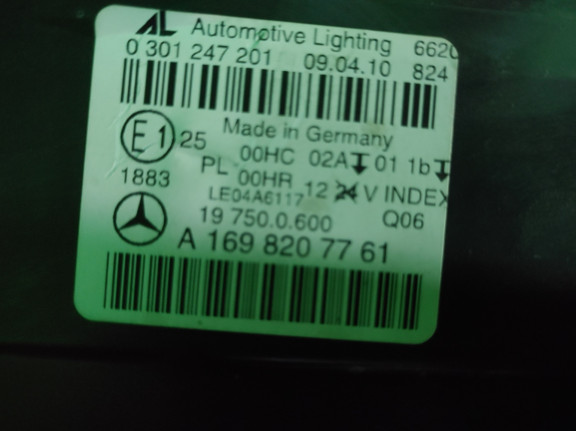 AL Automotive Lighting 662
0 301 247 201 09.04.10 824
Made in Germany
E1 25 00HC 02A 01 1b
PL 00HR 12 24 V INDEX
1883 LE04A6117
19 750.0.600 Q06
A 169 820 77 61